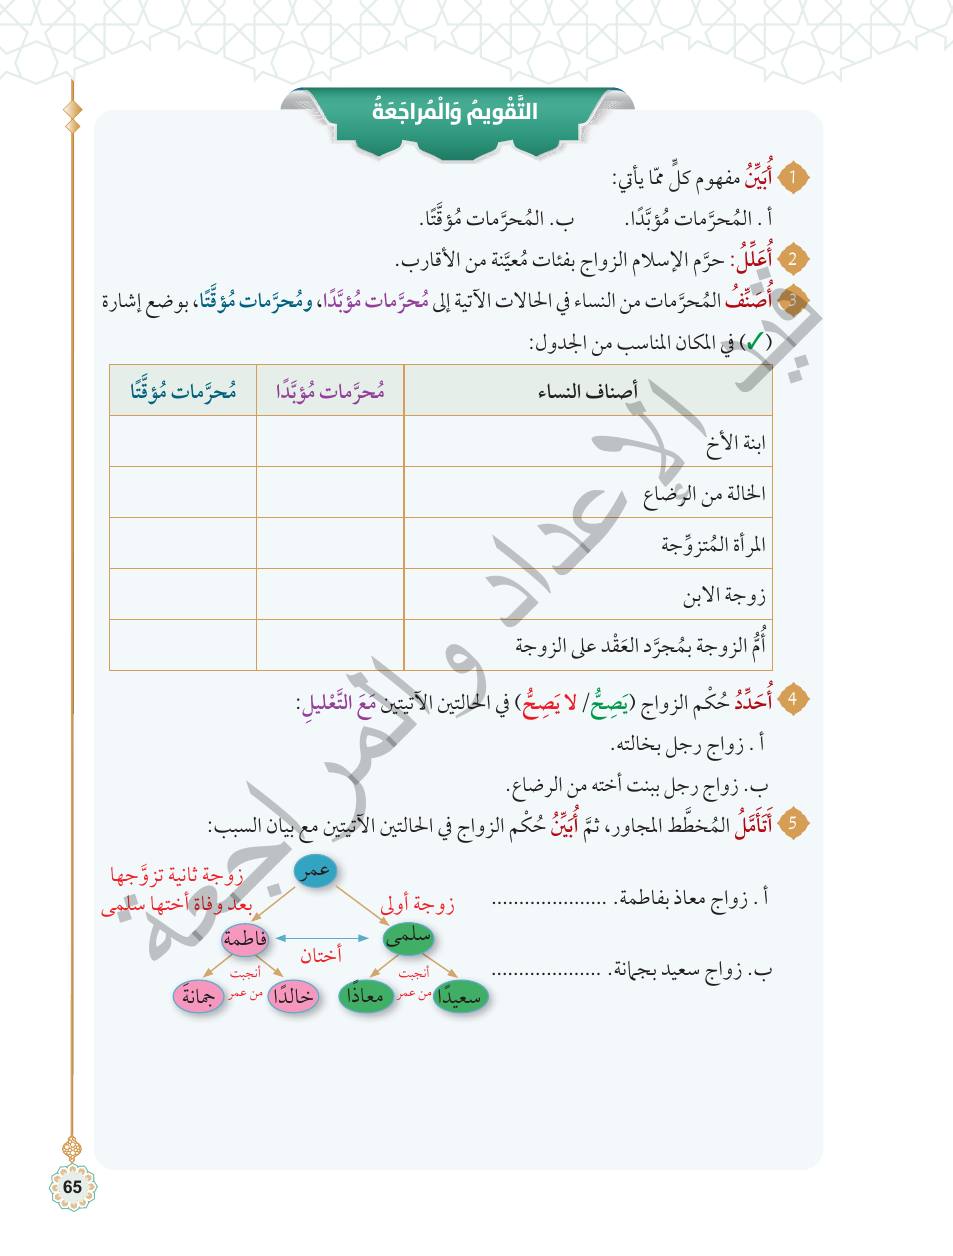 التَّقْويمُ وَالْمُراجَعَةُ
1 أُبَيِّنُ مفهوم كلٍّ ممّا يأتي:
أ . المُحرَّمات مُؤبَّدًا. ب. المُحرَّمات مُؤقَّتًا.
2 أُعَلِّلُ: حرَّم الإسلام الزواج بفئات مُعيَّنة من الأقارب.
3 أُصَنِّفُ المُحرَّمات من النساء في الحالات الآتية إلى مُحرَّمات مُؤبَّدًا، ومُحرَّمات مُؤقَّتًا، بوضع إشارة
(✓) في المكان المناسب من الجدول:
أصناف النساء مُحرَّمات مُؤبَّدًا مُحرَّمات مُؤقَّتًا
ابنة الأخ
الخالة من الرضاع
المرأة المُتزوِّجة
زوجة الابن
أُمُّ الزوجة بمُجرَّد العَقْد على الزوجة
4 أُحَدِّدُ حُكْم الزواج (يَصِحُّ/ لا يَصِحُّ) في الحالتين الآتيتين مَعَ التَّعْليلِ:
أ . زواج رجل بخالته.
ب. زواج رجل ببنت أخته من الرضاع.
5 أَتَأَمَّلُ المُخطَّط المجاور، ثمَّ أُبَيِّنُ حُكْم الزواج في الحالتين الآتيتين مع بيان السبب:
أ . زواج معاذ بفاطمة. .....................
ب. زواج سعيد بجمانة. ....................
عمر
زوجة أولى
زوجة ثانية تزوَّجها
بعد وفاة أختها سلمى
سلمى
فاطمة
أختان
أنجبت
من عمر
أنجبت
من عمر
سعيدًا
معاذًا
خالدًا
جمانةَ
قيد الإعداد والمراجعة
65